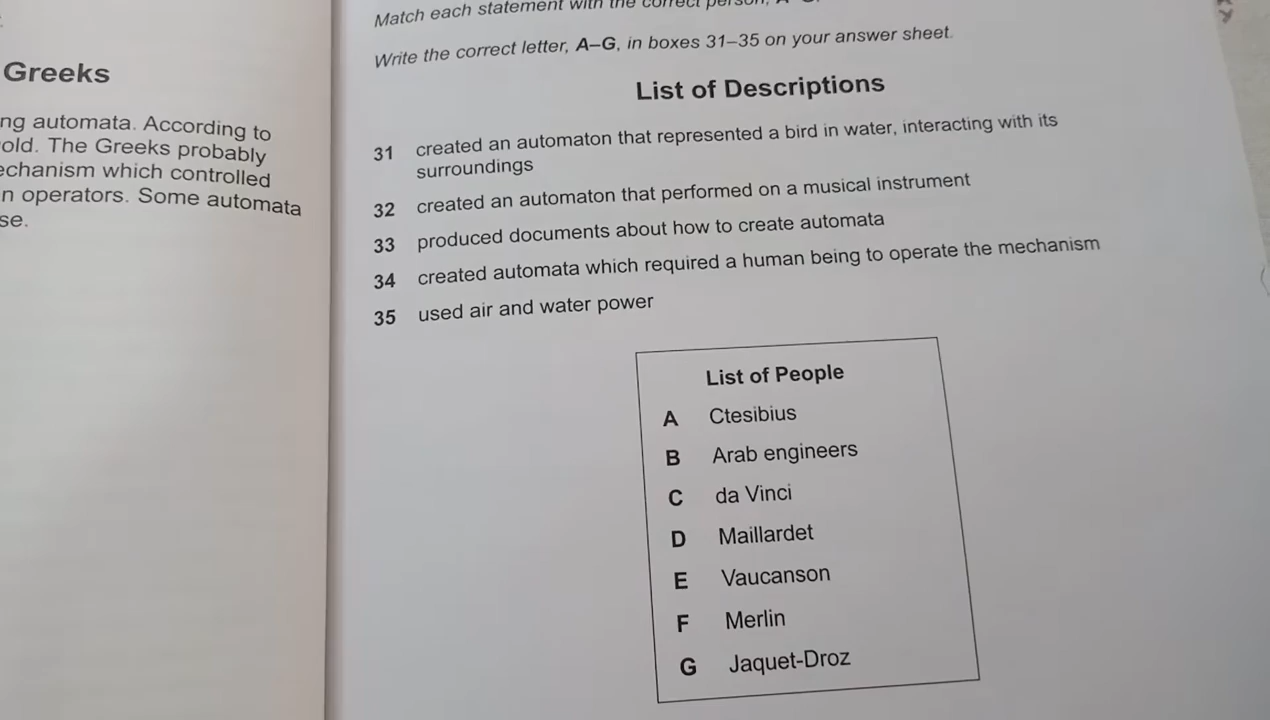 Greeks
ng automata. According to
old. The Greeks probably
echanism which controlled
n operators. Some automata
se.
Match each statement with the correct person,
Write the correct letter, A–G, in boxes 31–35 on your answer sheet.
List of Descriptions
31 created an automaton that represented a bird in water, interacting with its
surroundings
32 created an automaton that performed on a musical instrument
33 produced documents about how to create automata
34 created automata which required a human being to operate the mechanism
35 used air and water power
List of People
A Ctesibius
B Arab engineers
C da Vinci
D Maillardet
E Vaucanson
F Merlin
G Jaquet-Droz